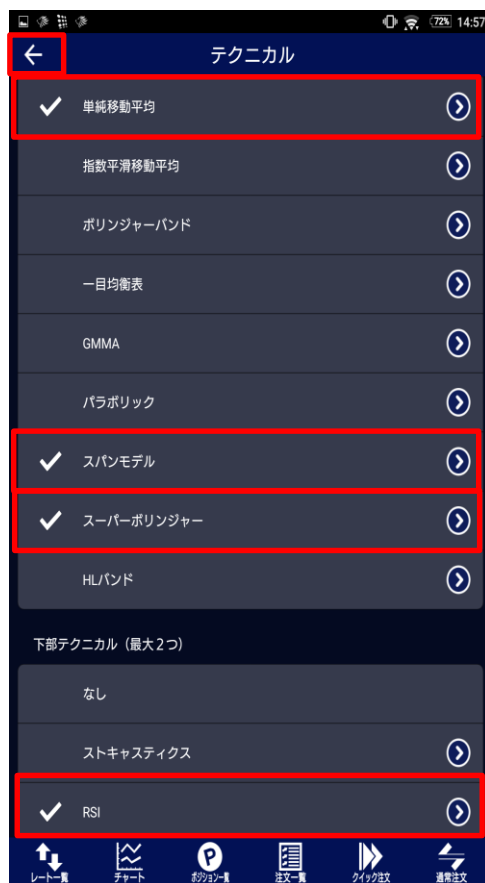 72% 14:57
テクニカル
単純移動平均
指数平滑移動平均
ボリンジャーバンド
一目均衡表
GMMA
パラボリック
スパンモデル
スーパーボリンジャー
HLバンド
下部テクニカル（最大２つ）
なし
ストキャスティクス
RSI
P
レート一覧 チャート ポジション一覧 注文一覧 クイック注文 通常注文